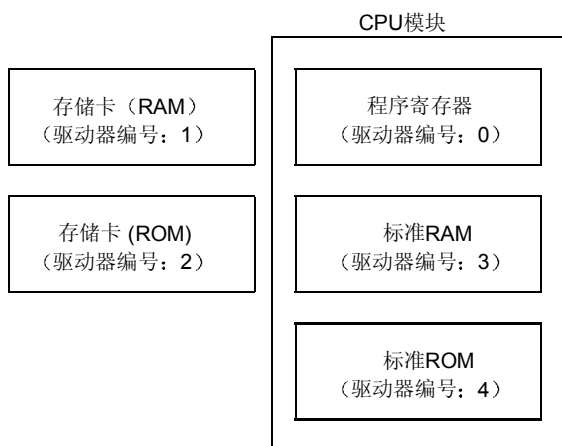 CPU模块
存储卡（RAM）
（驱动器编号：1）
程序寄存器
（驱动器编号：0）
存储卡 (ROM)
（驱动器编号：2）
标准RAM
（驱动器编号：3）
标准ROM
（驱动器编号：4）